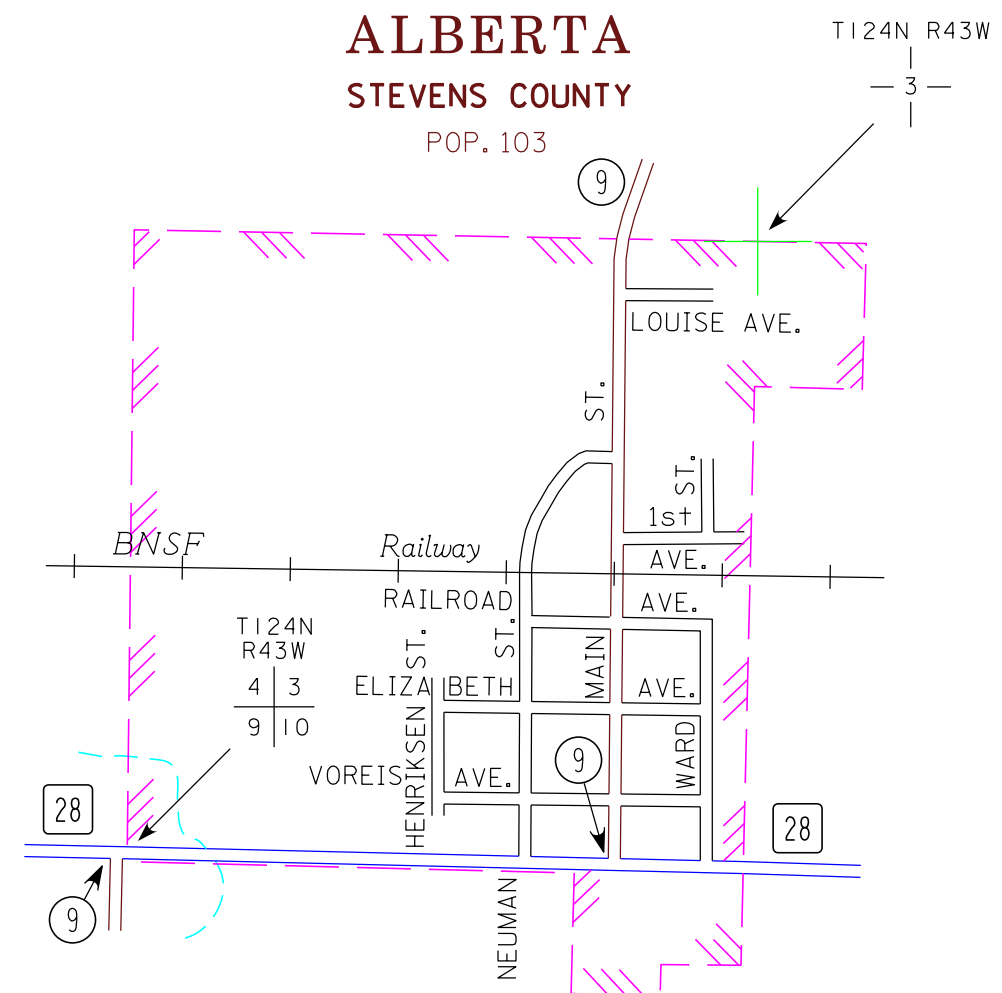 ALBERTA
STEVENS COUNTY
POP. 103
T124N R43W
3
9
LOUISE AVE.
ST.
ST.
1st
AVE.
BNSF Railway
RAILROAD AVE.
T124N
R43W
4 3
9 10
ST.
ST.
MAIN
ELIZABETH AVE.
HENRIKSEN
WARD
VOREIS AVE.
9
28
28
9
NEUMAN